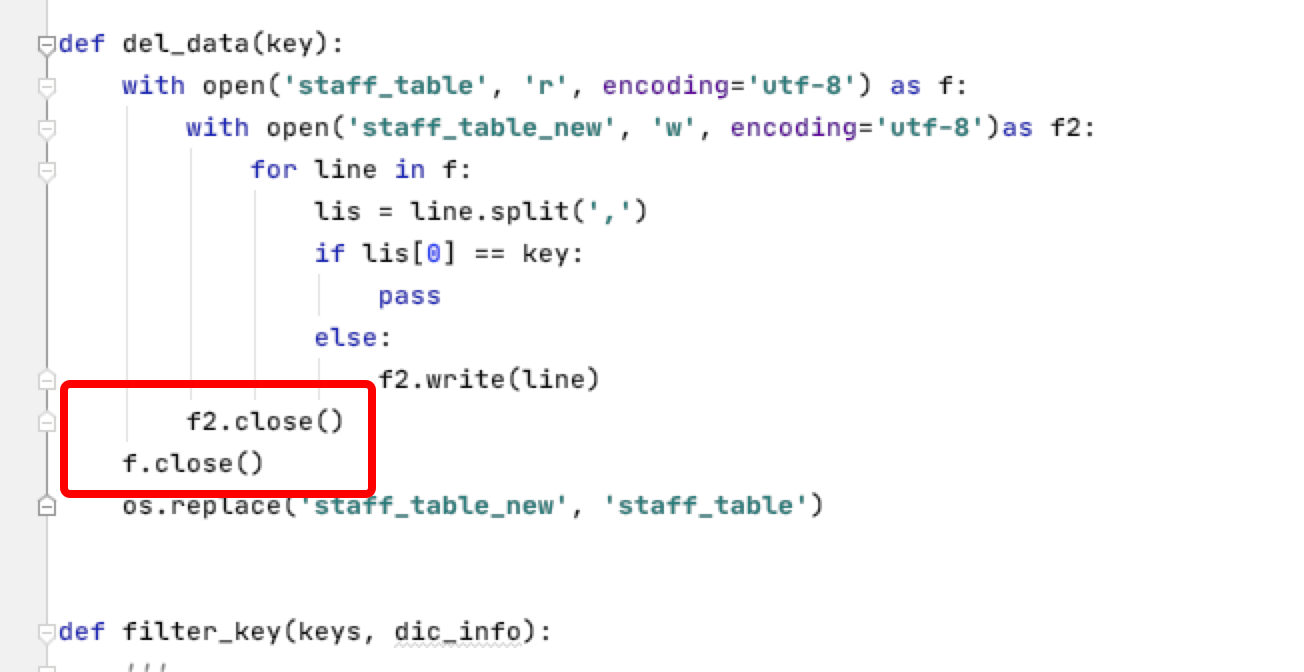 def del_data(key):
    with open('staff_table', 'r', encoding='utf-8') as f:
        with open('staff_table_new', 'w', encoding='utf-8')as f2:
            for line in f:
                lis = line.split(',')
                if lis[0] == key:
                    pass
                else:
                    f2.write(line)
        f2.close()
    f.close()
    os.replace('staff_table_new', 'staff_table')
def filter_key(keys, dic_info):
    '''